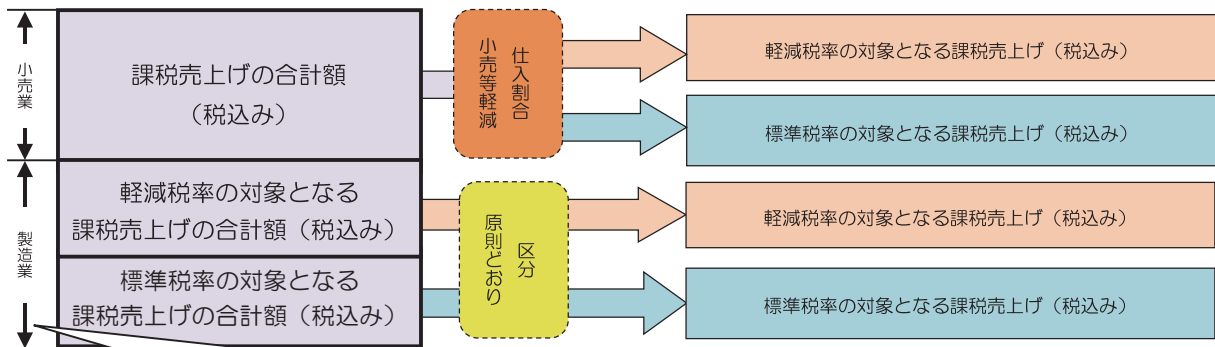 小売業
課税売上げの合計額
（税込み）
仕入割合
小売等軽減
軽減税率の対象となる課税売上げ（税込み）
標準税率の対象となる課税売上げ（税込み）
製造業
軽減税率の対象となる
課税売上げの合計額（税込み）
標準税率の対象となる
課税売上げの合計額（税込み）
区分
原則どおり
軽減税率の対象となる課税売上げ（税込み）
標準税率の対象となる課税売上げ（税込み）